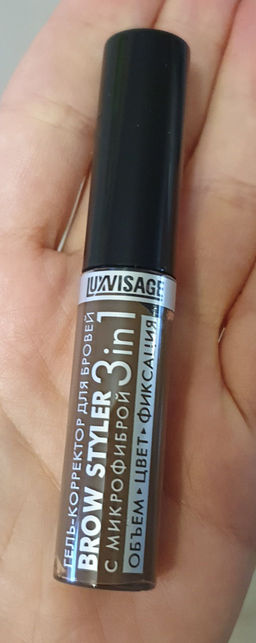 LUXVISAGE
ГЕЛЬ-КОРРЕКТОР ДЛЯ БРОВЕЙ
BROW STYLER 3in1
С МИКРОФИБРОЙ
ОБЪЕМ ▸ ЦВЕТ ▸ ФИКСАЦИЯ